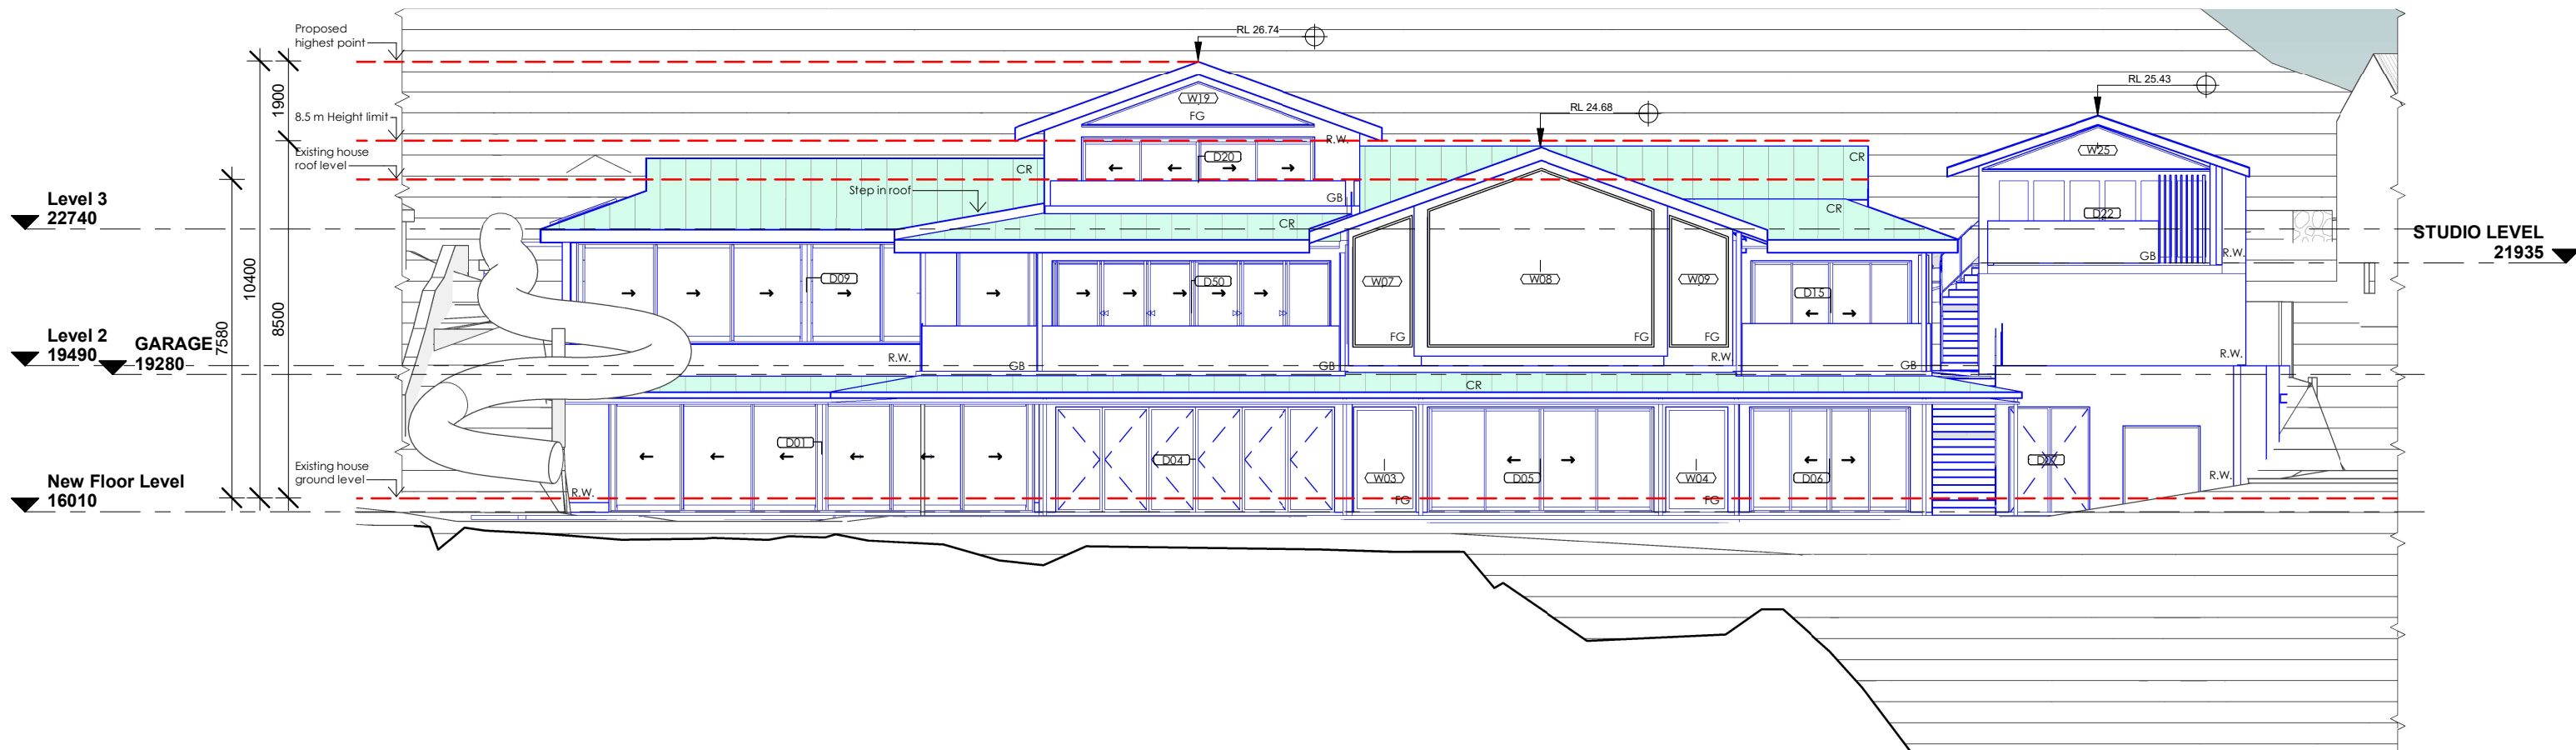 Proposed
highest point
RL 26.74
RL 25.43
1900
W19
FG
RL 24.68
8.5 m Height limit
R.W.
Existing house
roof level
D20
CR
CR
W25
Step in roof
GB
CR
CR
Level 3
22740
D22
STUDIO LEVEL
21935
R.W.
GB
10400
8500
7580
D09
D50
W07
W08
W09
D15
FG
FG
FG
Level 2
19490
GARAGE
19280
R.W.
GB
GB
R.W.
GB
R.W.
CR
D01
D04
W03
D05
W04
D06
Existing house
ground level
R.W.
FG
FG
R.W.
New Floor Level
16010